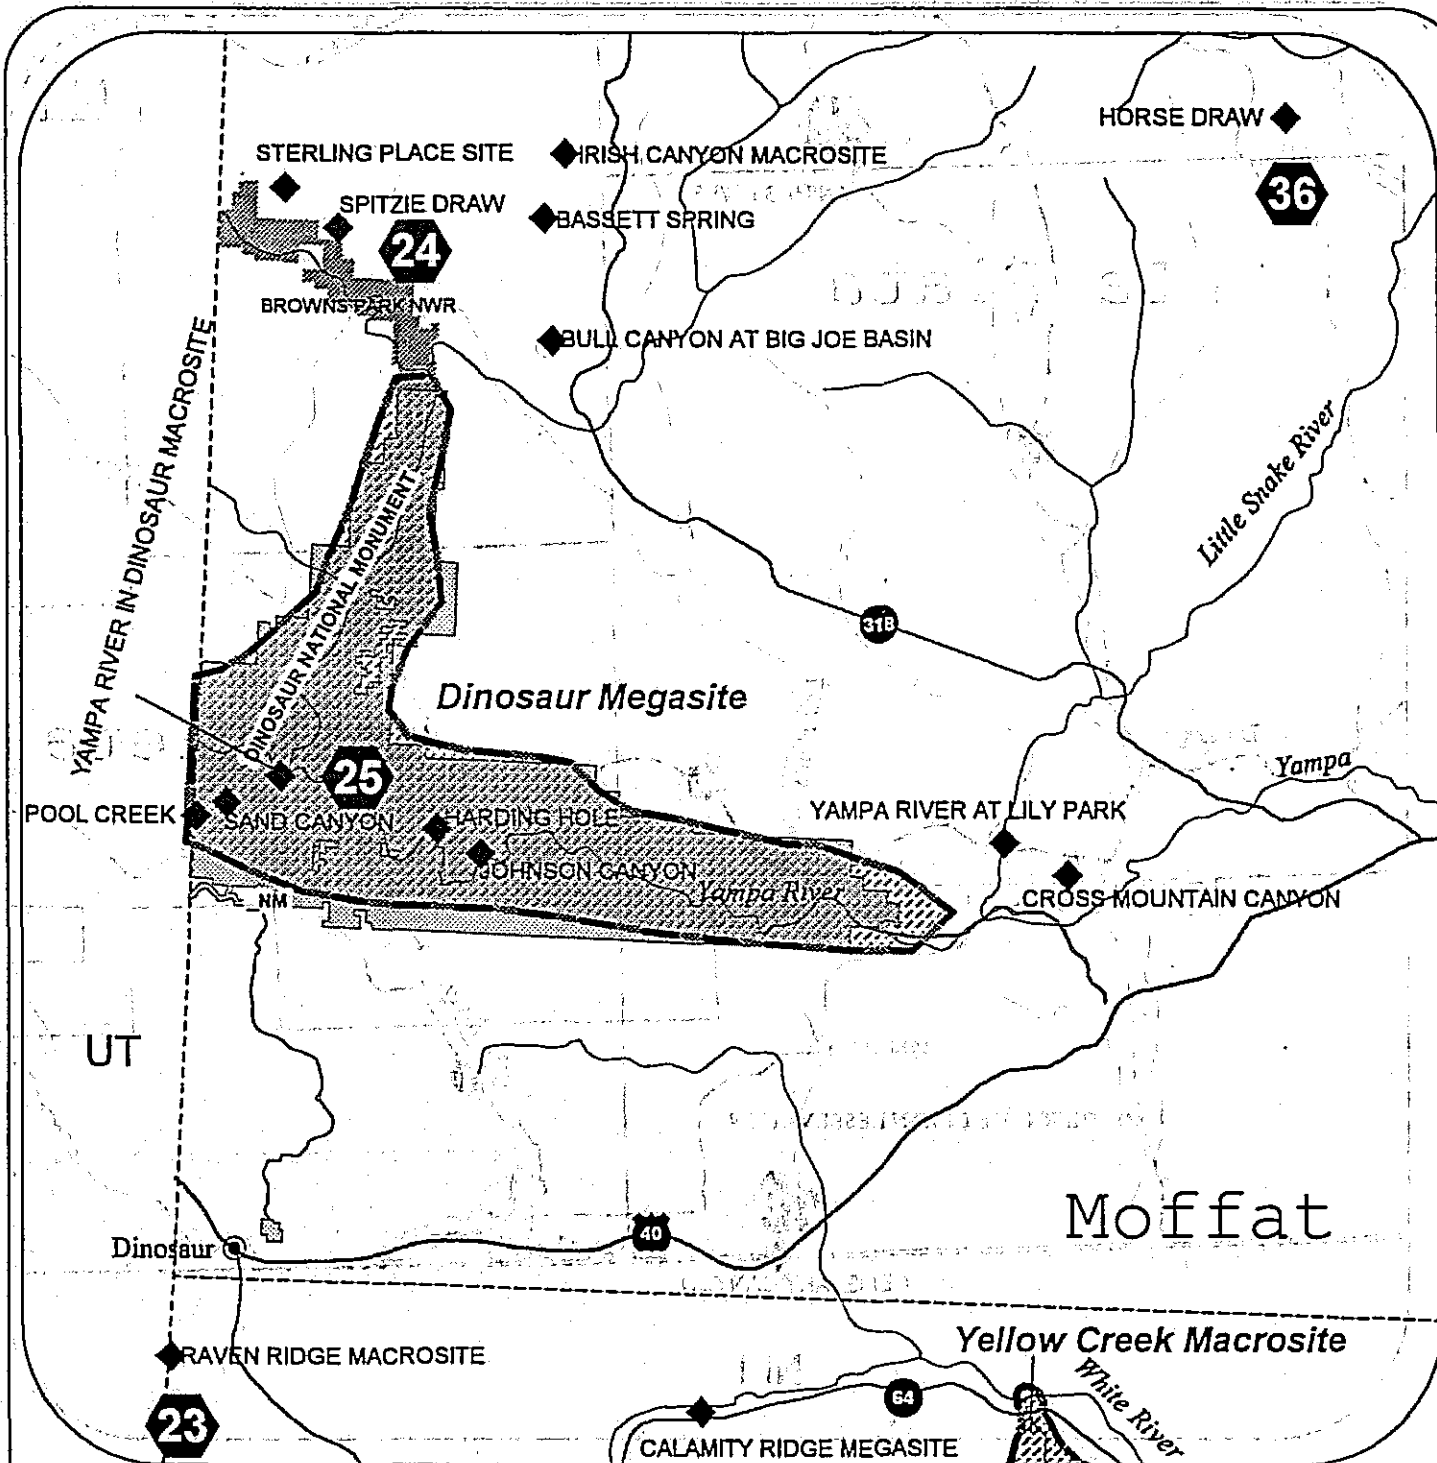 HORSE DRAW
36
STERLING PLACE SITE
IRISH CANYON MACROSITE
SPITZIE DRAW
BASSETT SPRING
24
BROWNS PARK NWR
BULL CANYON AT BIG JOE BASIN
YAMPA RIVER IN DINOSAUR MACROSITE
DINOSAUR NATIONAL MONUMENT
Little Snake River
318
Dinosaur Megasite
25
Yampa
POOL CREEK
SAND CANYON
HARDING HOLE
YAMPA RIVER AT LILY PARK
JOHNSON CANYON
Yampa River
CROSS MOUNTAIN CANYON
_NM
UT
Moffat
40
Dinosaur
RAVEN RIDGE MACROSITE
Yellow Creek Macrosite
White River
64
23
CALAMITY RIDGE MEGASITE